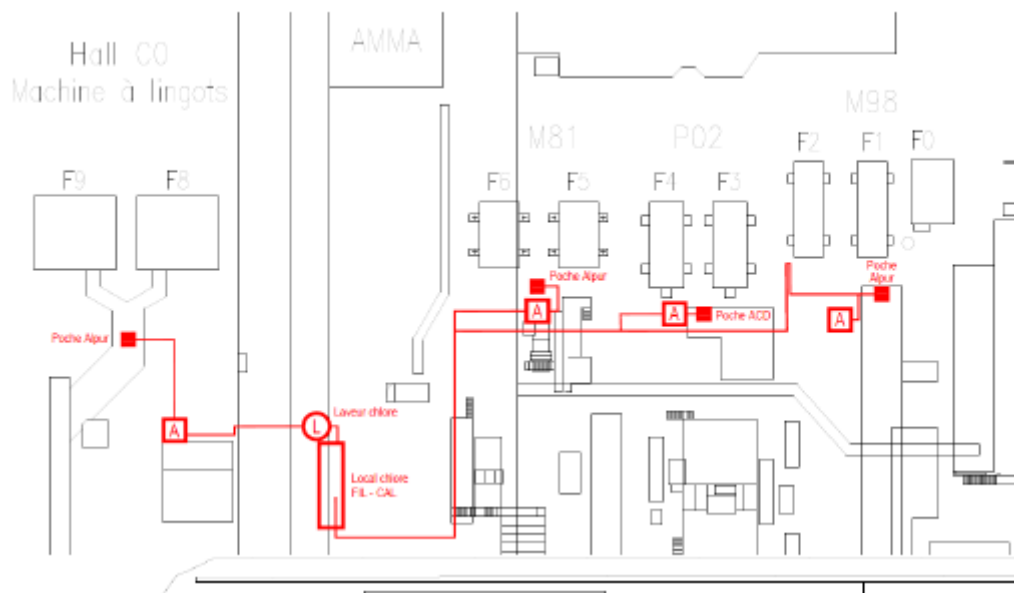 Hall C0
AMMA
Machine à lingots
M98
M81
P02
F2
F1
F0
F9
F8
F6
F5
F4
F3
Poche Alpur
Poche
Alpur
A
A
Poche ACD
A
Poche Alpur
Laveur chlore
A
L
Local chlore
FIL - CAL